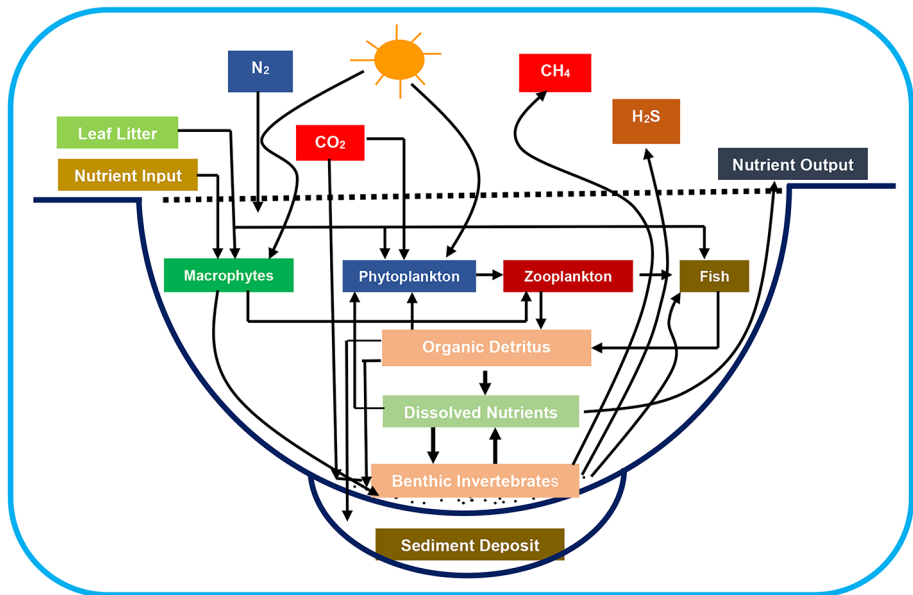 N₂
CH₄
H₂S
Leaf Litter
CO₂
Nutrient Input
Nutrient Output
Macrophytes
Phytoplankton
Zooplankton
Fish
Organic Detritus
Dissolved Nutrients
Benthic Invertebrates
Sediment Deposit